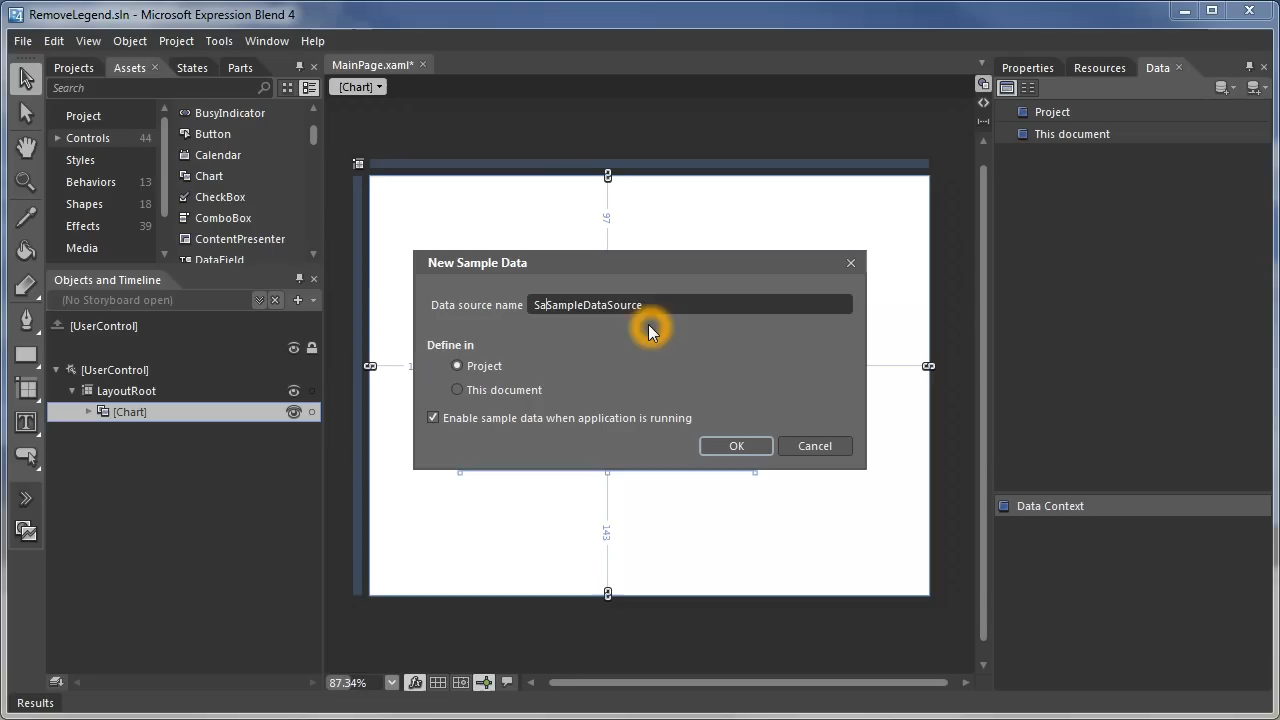 RemoveLegend.sln - Microsoft Expression Blend 4
File Edit View Object Project Tools Window Help
Projects Assets States Parts
MainPage.xaml*
Properties Resources Data
Search
[Chart]
Project
Controls 44
Styles
Behaviors 13
Shapes 18
Effects 39
Media
BusyIndicator
Button
Calendar
Chart
CheckBox
ComboBox
ContentPresenter
DataField
Project
This document
Objects and Timeline
(No Storyboard open)
[UserControl]
[UserControl]
LayoutRoot
[Chart]
97
New Sample Data
Data source name SaSampleDataSource
Define in
Project
This document
Enable sample data when application is running
OK Cancel
1
143
Data Context
87.34%
Results